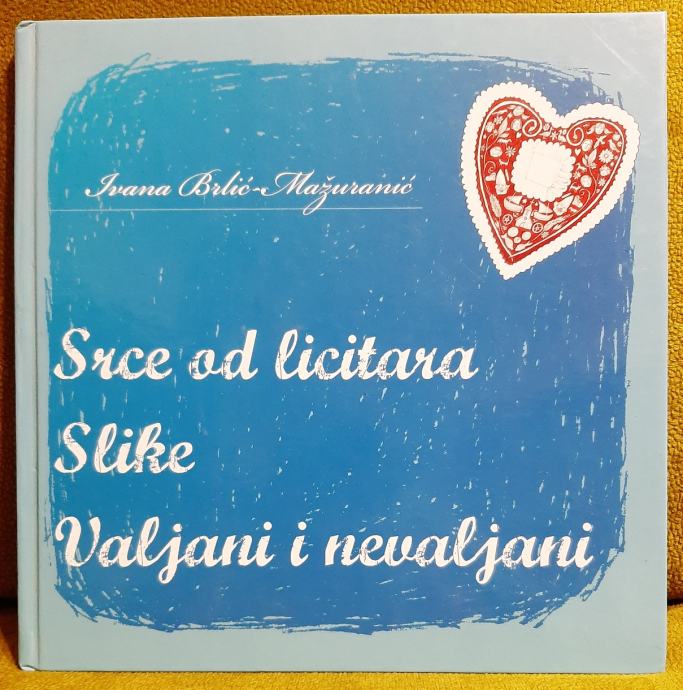 Ivana Brlić-Mažuranić
Srce od licitara
Slike
Valjani i nevaljani